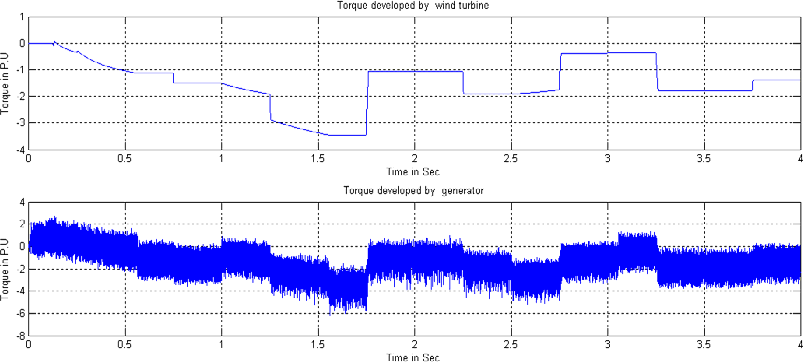 Torque developed by wind turbine
Torque in P.U
1
0
-1
-2
-3
-4
0 0.5 1 1.5 2 2.5 3 3.5 4
Time in Sec
Torque developed by generator
Torque in P.U
4
2
0
-2
-4
-6
-8
0 0.5 1 1.5 2 2.5 3 3.5 4
Time in Sec